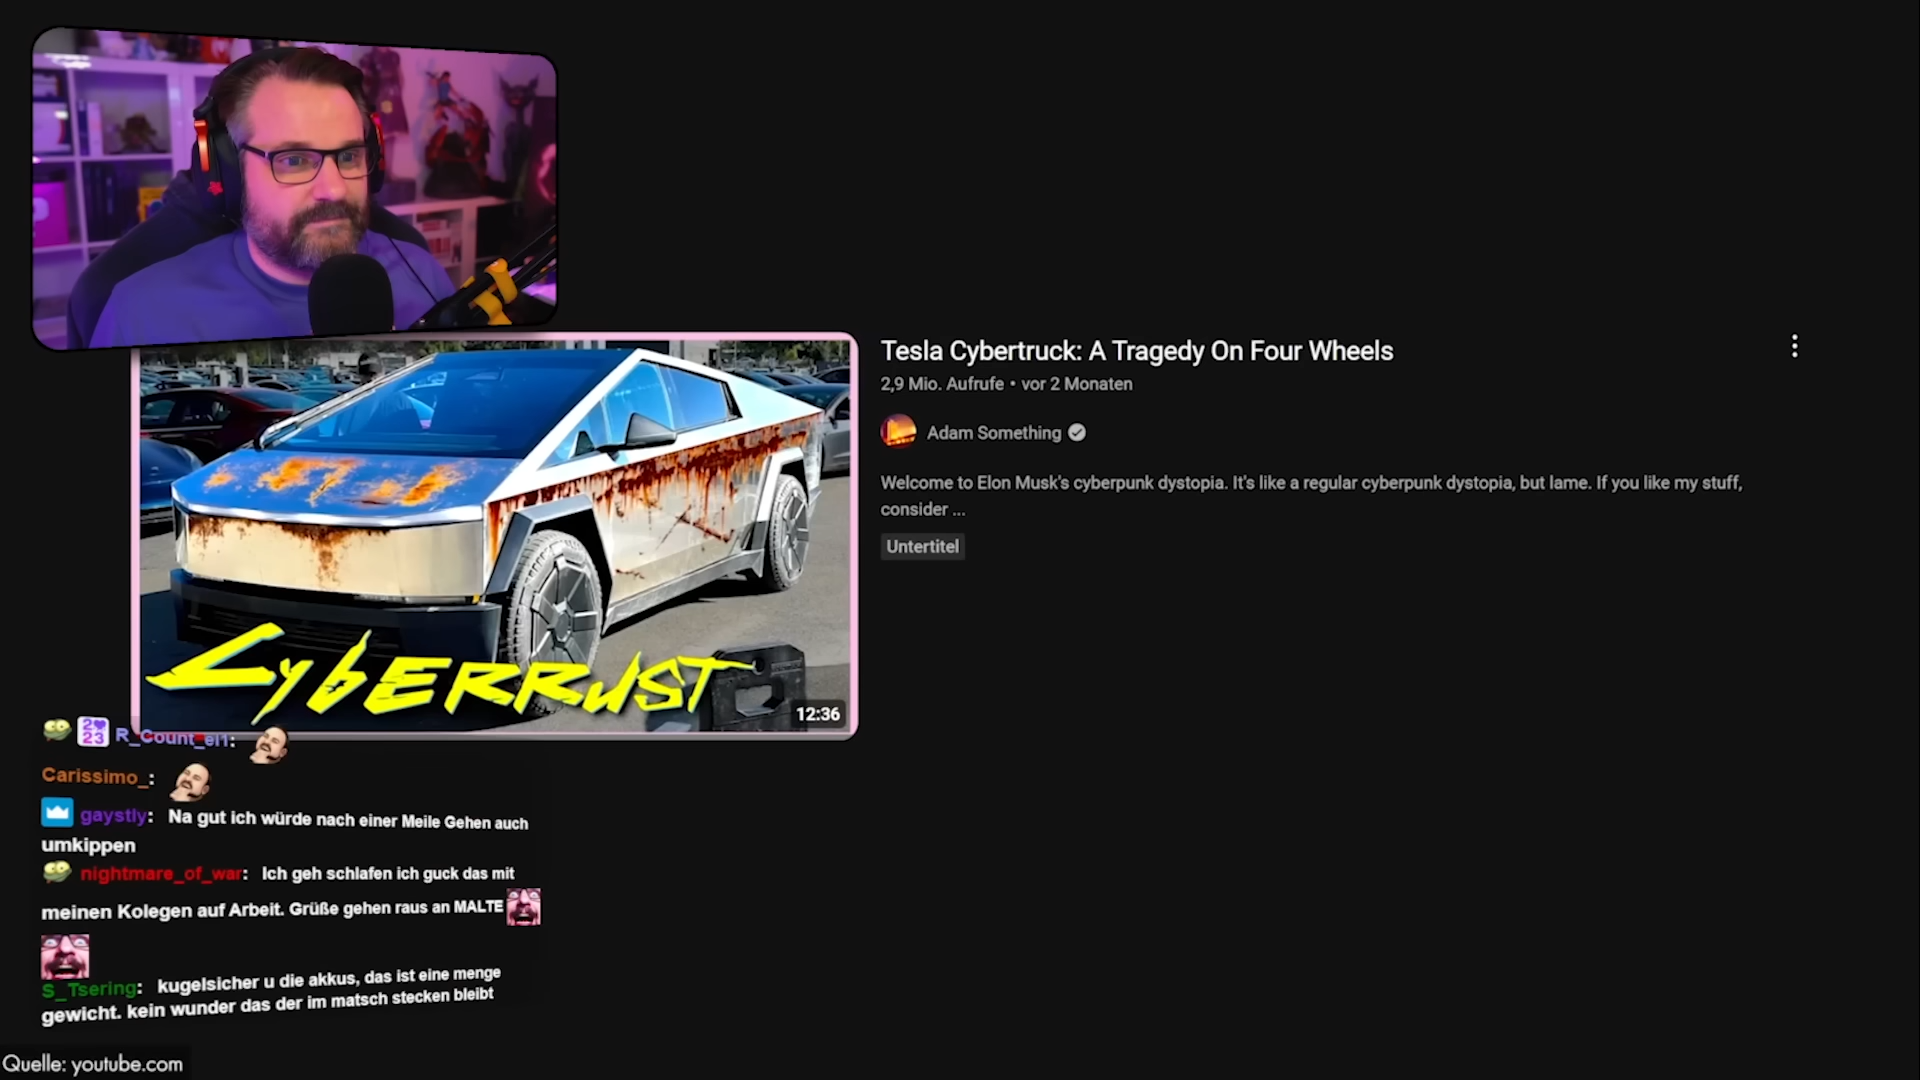 Tesla Cybertruck: A Tragedy On Four Wheels
2,9 Mio. Aufrufe • vor 2 Monaten
Adam Something
Welcome to Elon Musk's cyberpunk dystopia. It's like a regular cyberpunk dystopia, but lame. If you like my stuff,
consider ...
Untertitel
CYBERRUST
12:36
2 23 R_Count_el1:
Carissimo_:
gaystly: Na gut ich würde nach einer Meile Gehen auch
umkippen
nightmare_of_war: Ich geh schlafen ich guck das mit
meinen Kolegen auf Arbeit. Grüße gehen raus an MALTE
S_Tsering: kugelsicher u die akkus, das ist eine menge
gewicht. kein wunder das der im matsch stecken bleibt
Quelle: youtube.com